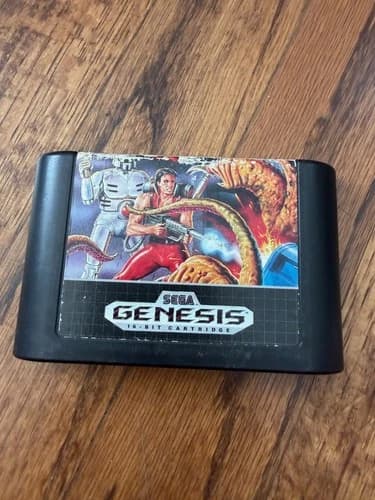 SEGA
GENESIS
16-BIT CARTRIDGE